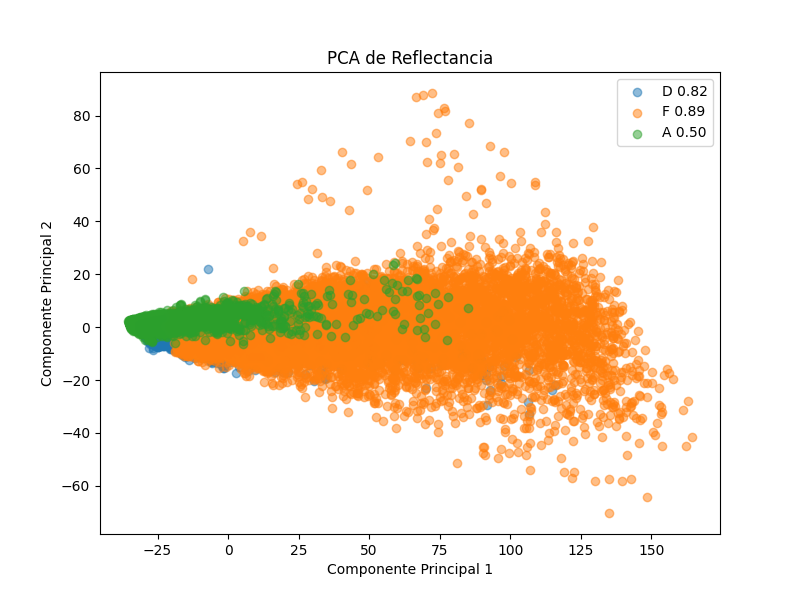 PCA de Reflectancia
D 0.82
F 0.89
A 0.50
80
60
40
20
0
−20
−40
−60
Componente Principal 2
−25
0
25
50
75
100
125
150
Componente Principal 1